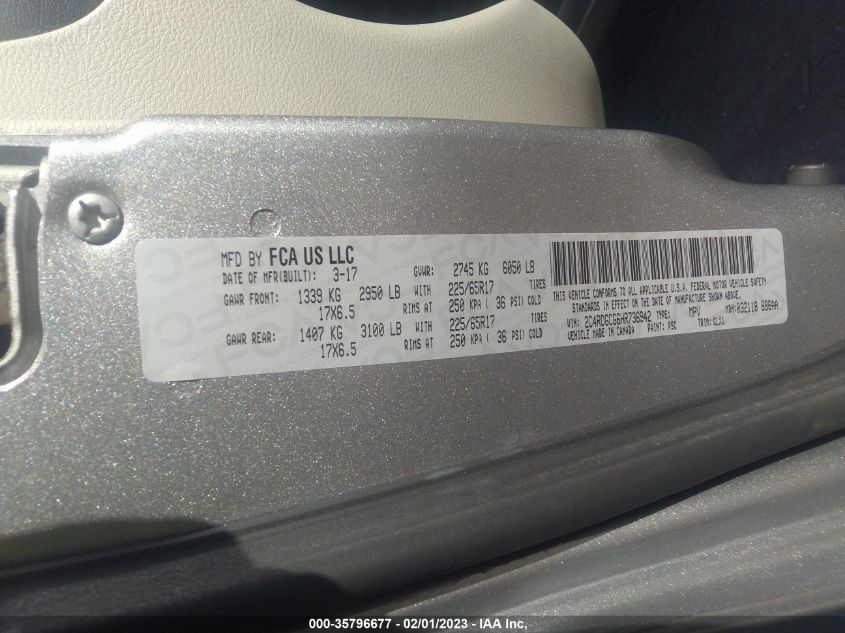 MFD BY FCA US LLC
DATE OF MFR(BUILT): 3-17 GVWR: 2745 KG 6050 LB
GAWR FRONT: 1339 KG 2950 LB WITH 225/65R17 TIRES
17X6.5 RIMS AT 250 KPA ( 36 PSI) COLD
GAWR REAR: 1407 KG 3100 LB WITH 225/65R17 TIRES
17X6.5 RIMS AT 250 KPA ( 36 PSI) COLD
THIS VEHICLE CONFORMS TO ALL APPLICABLE U.S.A. FEDERAL MOTOR VEHICLE SAFETY
STANDARDS IN EFFECT ON THE DATE OF MANUFACTURE SHOWN ABOVE.
VIN: 2C4RDGCG6HR736942 TYPE: MPV MDH:032110 886AA
VEHICLE MADE IN CANADA PAINT: PSC TRIM:
000-35796677 - 02/01/2023 - IAA Inc.